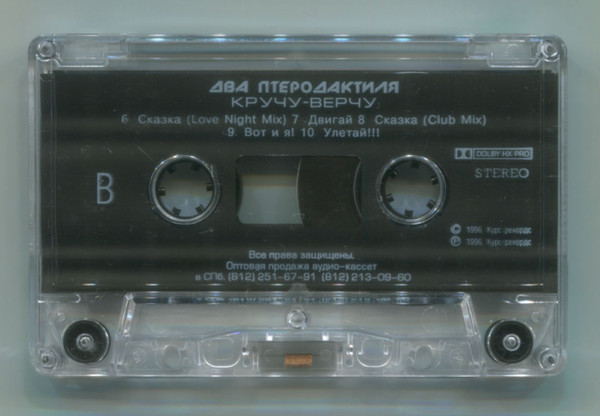 ДВА ПТЕРОДАКТИЛЯ
КРУЧУ-ВЕРЧУ
6 Сказка (Love Night Mix) 7 Двигай 8 Сказка (Club Mix)
9. Вот и я! 10 Улетай!!!
DOLBY HX PRO
B
STEREO
© 1996 Курс-рекордс
℗ 1996 Курс-рекордс
Все права защищены.
Оптовая продажа аудио-кассет
в СПб. (812) 251-67-91 (812) 213-09-60